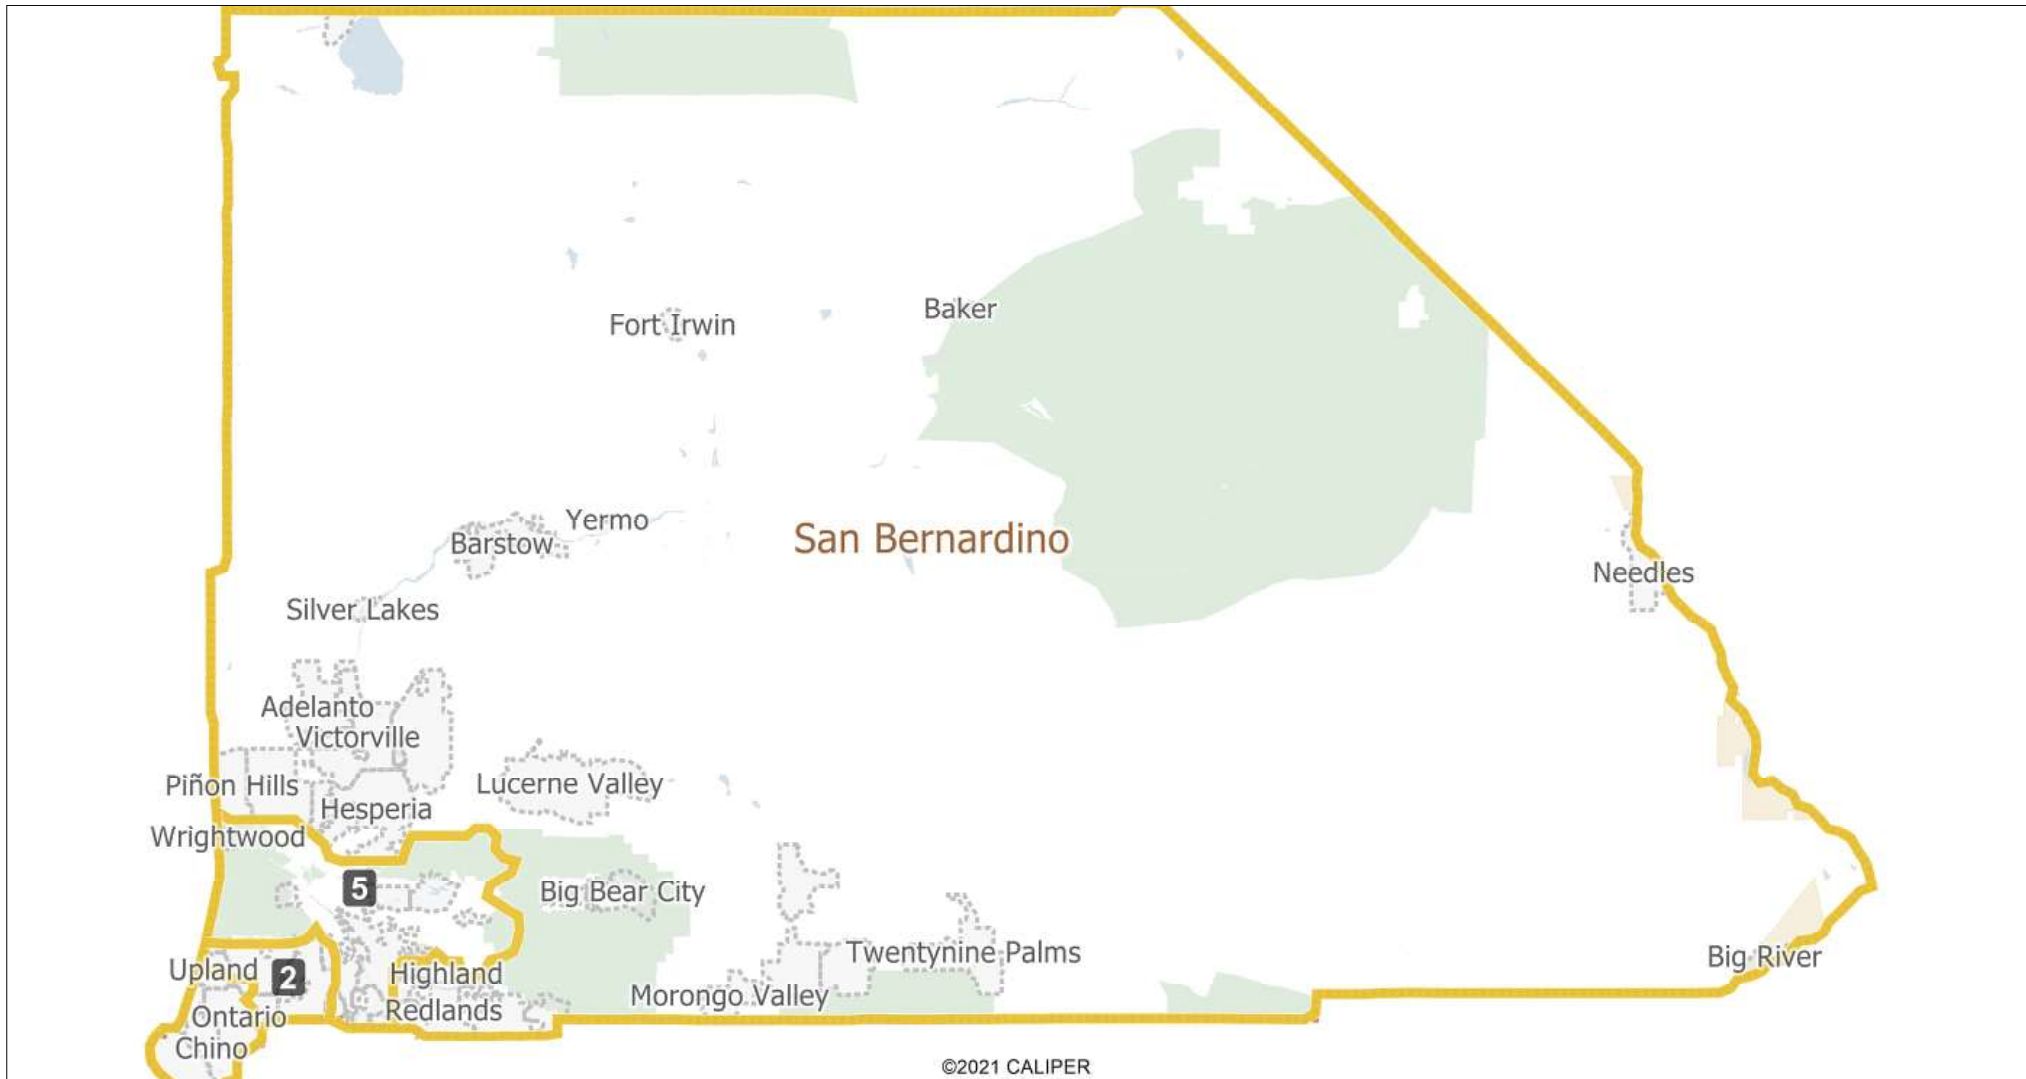 Baker
Fort Irwin
Yermo
San Bernardino
Barstow
Needles
Silver Lakes
Adelanto
Victorville
Piñon Hills
Lucerne Valley
Hesperia
Wrightwood
5
Big Bear City
Twentynine Palms
Big River
Upland
2
Highland
Morongo Valley
Redlands
Ontario
Chino
©2021 CALIPER